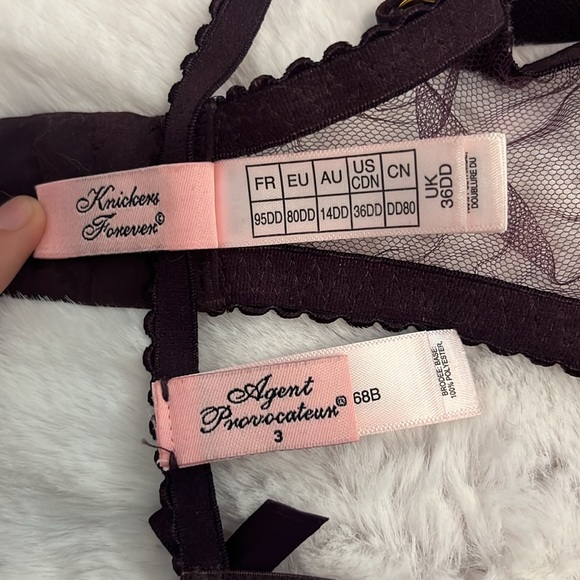 Knickers
Forever©
FR EU AU US CDN CN
95DD 80DD 14DD 36DD DD80
UK
36DD
DOUBLURE DU
Agent
Provocateur®
3
68B
BRODEE: BASE:
100% POLYESTER,